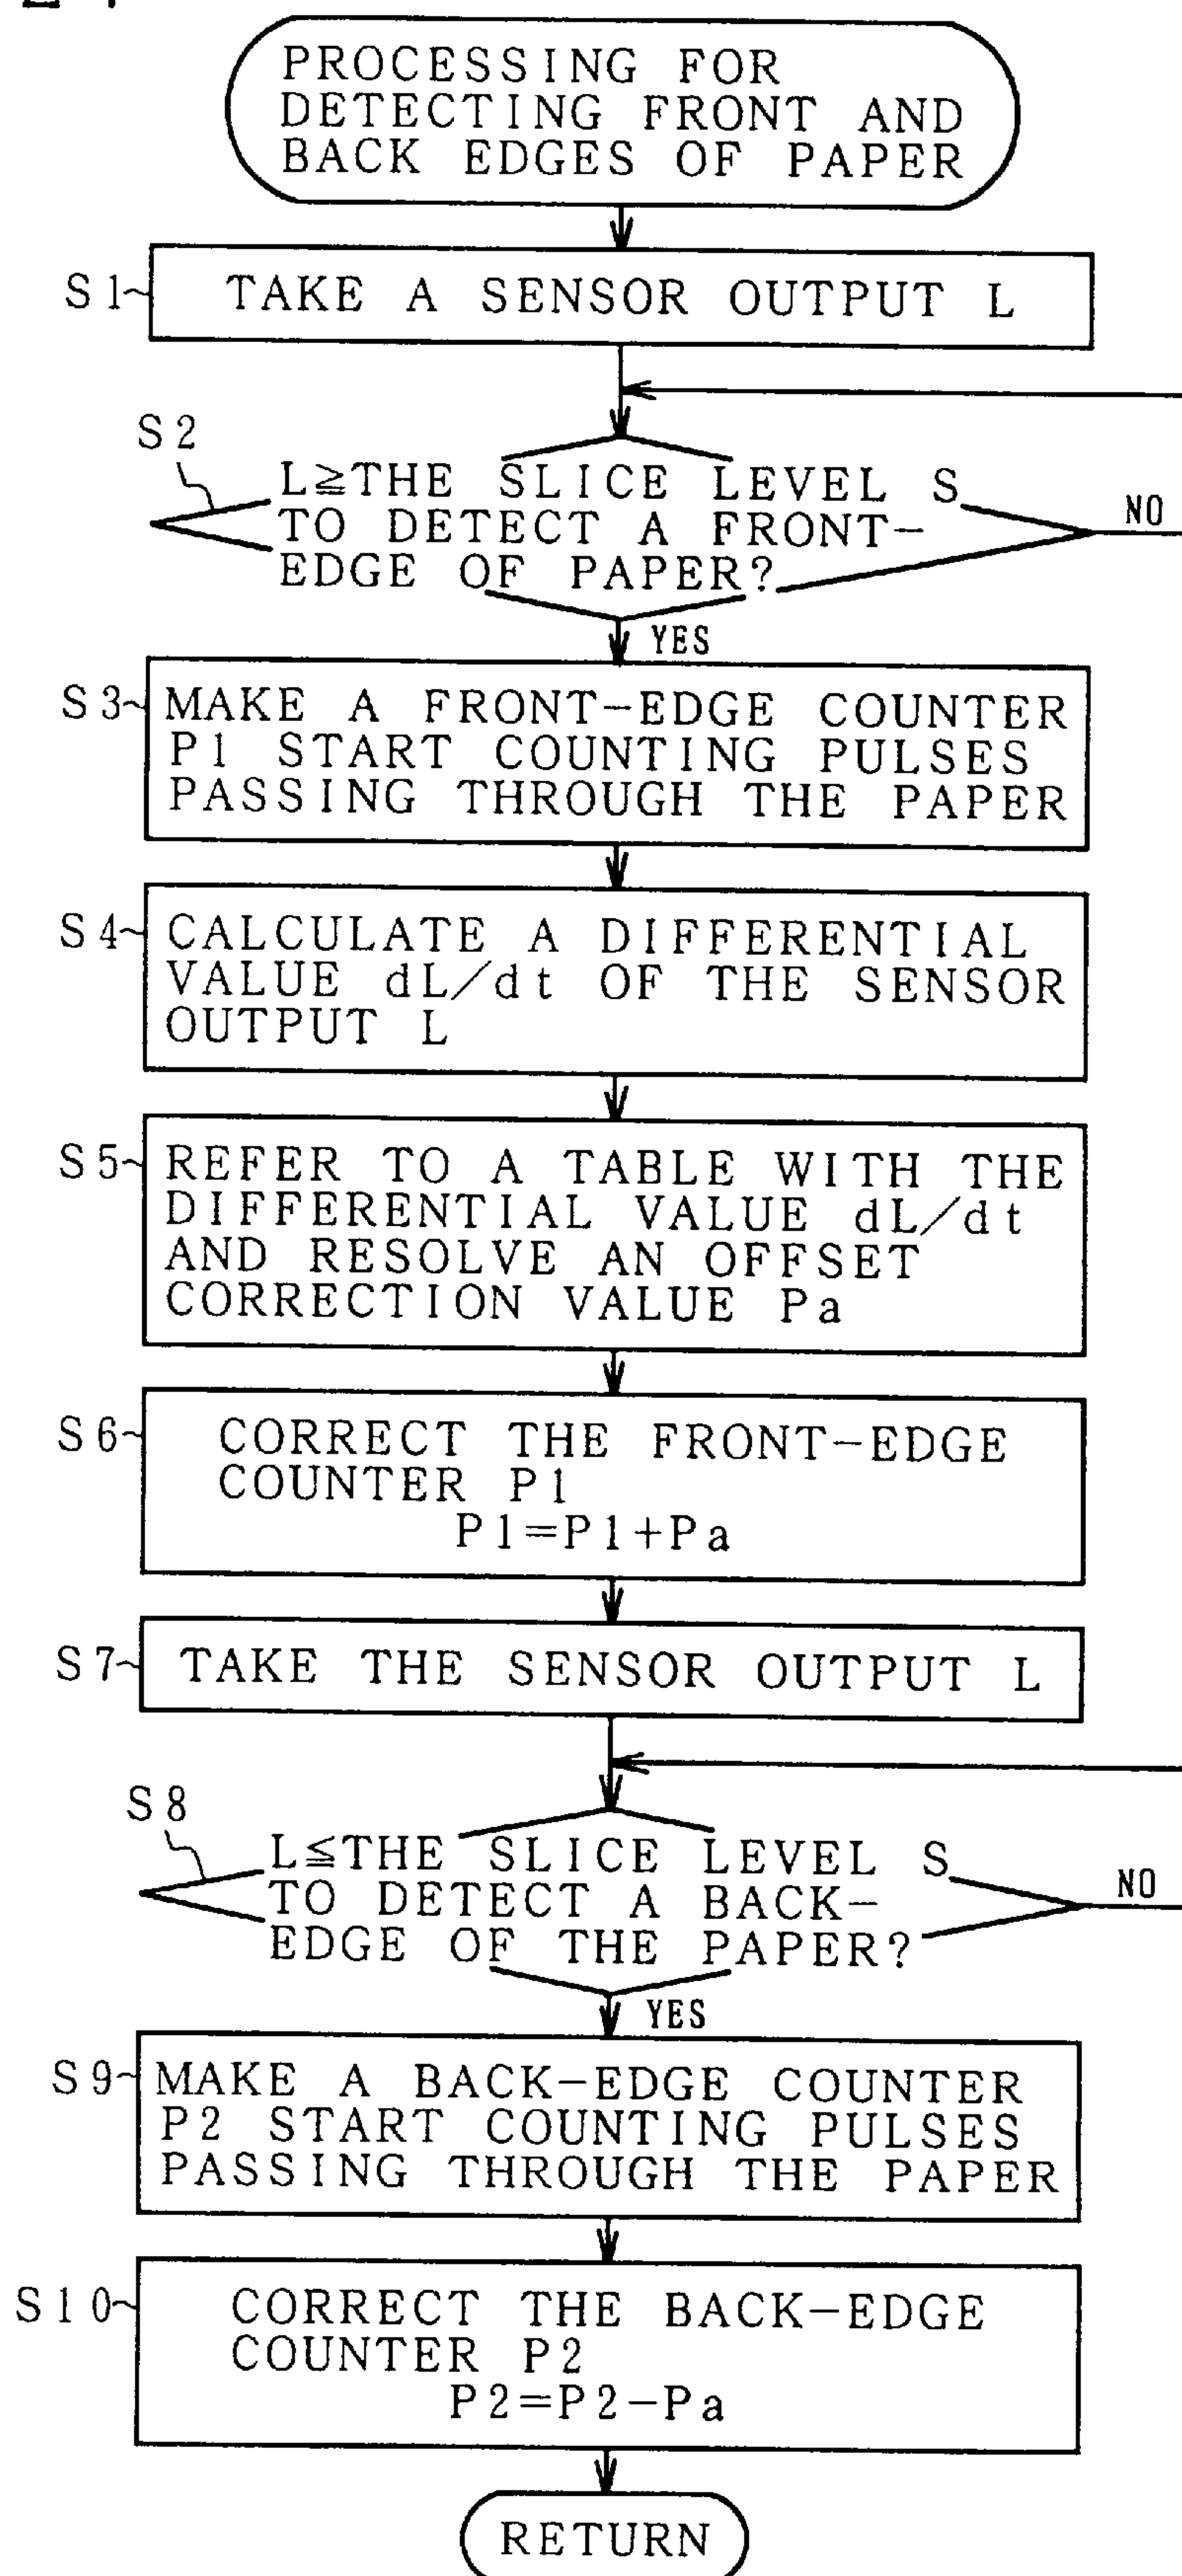 PROCESSING FOR
DETECTING FRONT AND
BACK EDGES OF PAPER
S1
TAKE A SENSOR OUTPUT L
S2
L≧THE SLICE LEVEL S
TO DETECT A FRONT-
EDGE OF PAPER?
NO
YES
S3
MAKE A FRONT-EDGE COUNTER
P1 START COUNTING PULSES
PASSING THROUGH THE PAPER
S4
CALCULATE A DIFFERENTIAL
VALUE dL/dt OF THE SENSOR
OUTPUT L
S5
REFER TO A TABLE WITH THE
DIFFERENTIAL VALUE dL/dt
AND RESOLVE AN OFFSET
CORRECTION VALUE Pa
S6
CORRECT THE FRONT-EDGE
COUNTER P1
P1=P1+Pa
S7
TAKE THE SENSOR OUTPUT L
S8
L≦THE SLICE LEVEL S
TO DETECT A BACK-
EDGE OF THE PAPER?
NO
YES
S9
MAKE A BACK-EDGE COUNTER
P2 START COUNTING PULSES
PASSING THROUGH THE PAPER
S10
CORRECT THE BACK-EDGE
COUNTER P2
P2=P2-Pa
RETURN